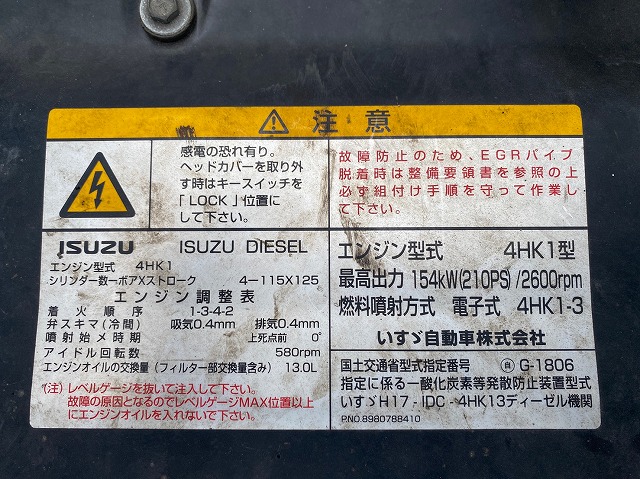 ⚠ 注意
感電の恐れ有り。
ヘッドカバーを取り外
す時はキースイッチを
「LOCK」位置に
して下さい。
故障防止のため、EGRパイプ
脱着時は整備要領書を参照の上
必ず組付け手順を守って作業し
て下さい。
ISUZU ISUZU DIESEL
エンジン型式 4HK1
シリンダー数ーボアXストローク 4－115X125
エンジン調整表
着火順序 1-3-4-2
弁スキマ(冷間) 吸気0.4mm 排気0.4mm
噴射始メ時期 上死点前 0°
アイドル回転数 580rpm
エンジンオイルの交換量(フィルター部交換量含み) 13.0L
(注)レベルゲージを抜いて注入して下さい。
故障の原因となるのでレベルゲージMAX位置以上
にエンジンオイルを入れないで下さい。
エンジン型式 4HK1型
最高出力 154kW(210PS)/2600rpm
燃料噴射方式 電子式 4HK1-3
いすゞ自動車株式会社
国土交通省型式指定番号 G-1806
指定に係る一酸化炭素等発散防止装置型式
いすゞH17-IDC-4HK13ディーゼル機関
P.NO.8980788410